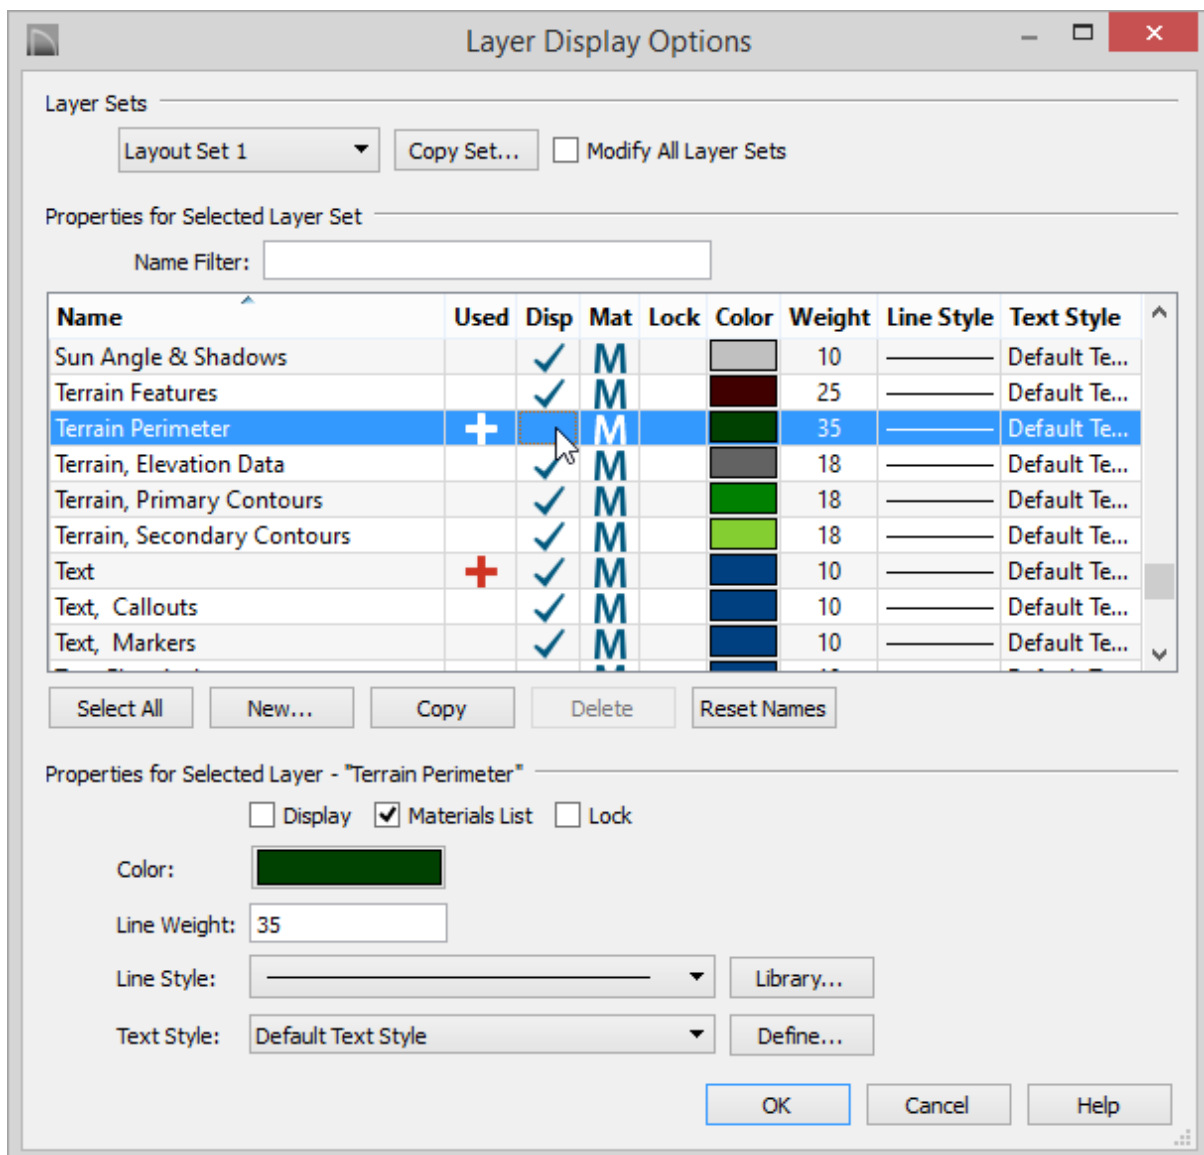 Layer Display Options
Layer Sets
Layout Set 1 Copy Set... Modify All Layer Sets
Properties for Selected Layer Set
Name Filter:
Name Used Disp Mat Lock Color Weight Line Style Text Style
Sun Angle & Shadows M 10 Default Te...
Terrain Features M 25 Default Te...
Terrain Perimeter M 35 Default Te...
Terrain, Elevation Data M 18 Default Te...
Terrain, Primary Contours M 18 Default Te...
Terrain, Secondary Contours M 18 Default Te...
Text M 10 Default Te...
Text, Callouts M 10 Default Te...
Text, Markers M 10 Default Te...
Select All New... Copy Delete Reset Names
Properties for Selected Layer - "Terrain Perimeter"
Display Materials List Lock
Color:
Line Weight: 35
Line Style: Library...
Text Style: Default Text Style Define...
OK Cancel Help